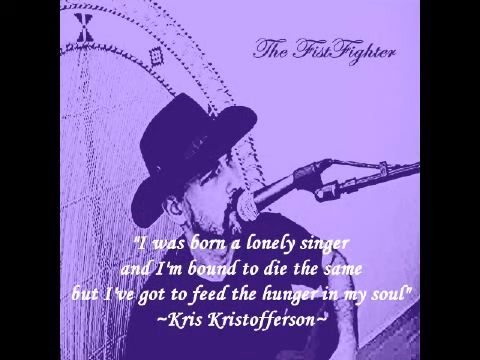 The FistFighter
"I was born a lonely singer
and I'm bound to die the same
but I've got to feed the hunger in my soul"
~Kris Kristofferson~